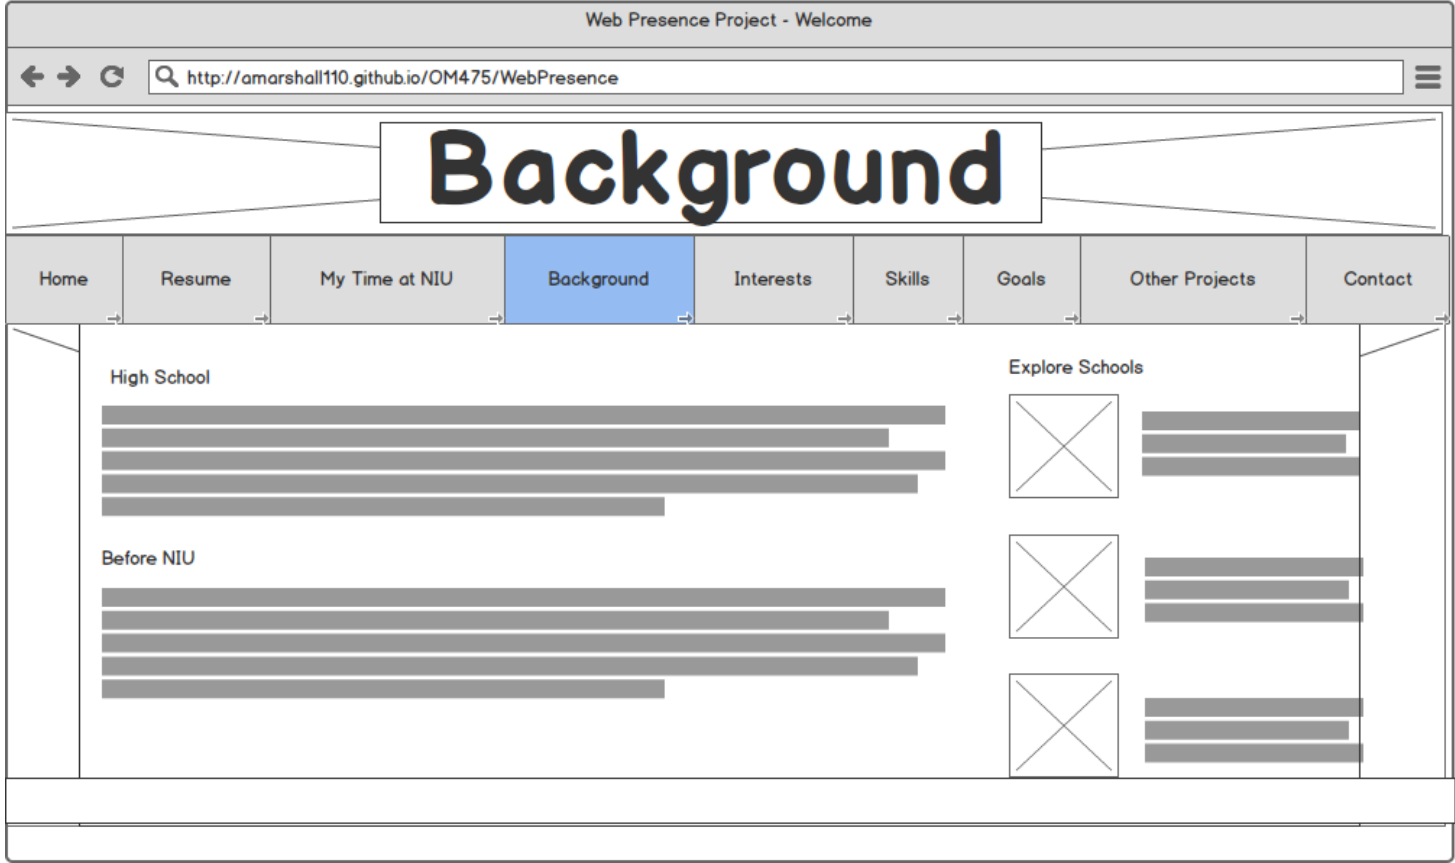 Web Presence Project - Welcome
http://amarshall110.github.io/OM475/WebPresence
Background
Home Resume My Time at NIU Background Interests Skills Goals Other Projects Contact
High School
Before NIU
Explore Schools